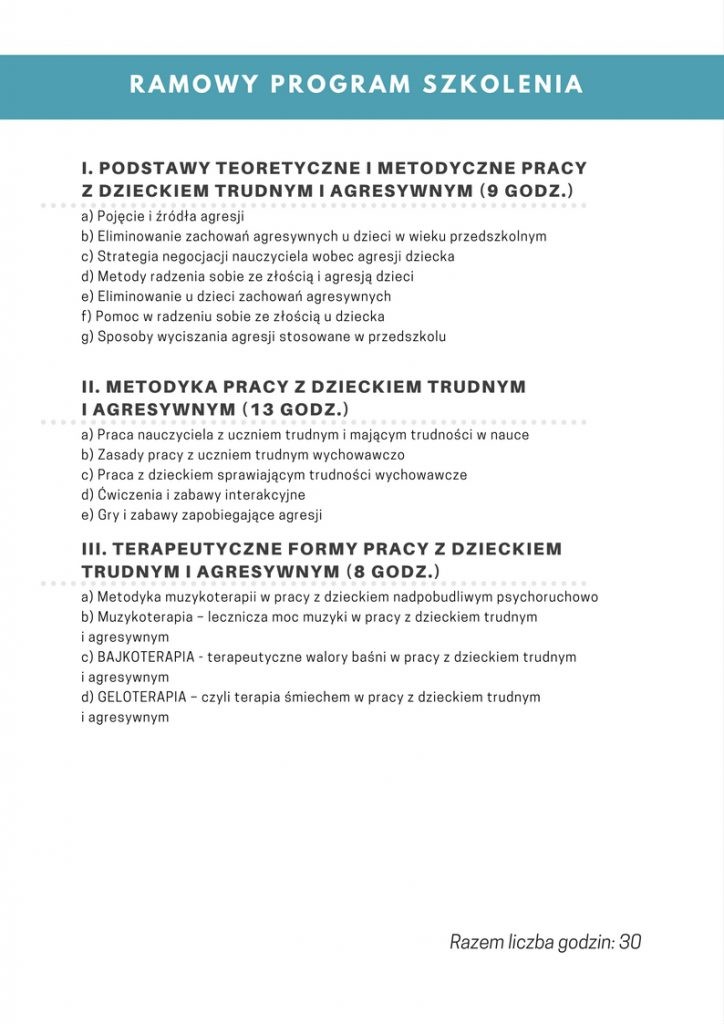 RAMOWY PROGRAM SZKOLENIA
I. PODSTAWY TEORETYCZNE I METODYCZNE PRACY
Z DZIECKIEM TRUDNYM I AGRESYWNYM (9 GODZ.)
a) Pojęcie i źródła agresji
b) Eliminowanie zachowań agresywnych u dzieci w wieku przedszkolnym
c) Strategia negocjacji nauczyciela wobec agresji dziecka
d) Metody radzenia sobie ze złością i agresją dzieci
e) Eliminowanie u dzieci zachowań agresywnych
f) Pomoc w radzeniu sobie ze złością u dziecka
g) Sposoby wyciszania agresji stosowane w przedszkolu
II. METODYKA PRACY Z DZIECKIEM TRUDNYM
I AGRESYWNYM (13 GODZ.)
a) Praca nauczyciela z uczniem trudnym i mającym trudności w nauce
b) Zasady pracy z uczniem trudnym wychowawczo
c) Praca z dzieckiem sprawiającym trudności wychowawcze
d) Ćwiczenia i zabawy interakcyjne
e) Gry i zabawy zapobiegające agresji
III. TERAPEUTYCZNE FORMY PRACY Z DZIECKIEM
TRUDNYM I AGRESYWNYM (8 GODZ.)
a) Metodyka muzykoterapii w pracy z dzieckiem nadpobudliwym psychoruchowo
b) Muzykoterapia – lecznicza moc muzyki w pracy z dzieckiem trudnym
i agresywnym
c) BAJKOTERAPIA - terapeutyczne walory baśni w pracy z dzieckiem trudnym
i agresywnym
d) GELOTERAPIA – czyli terapia śmiechem w pracy z dzieckiem trudnym
i agresywnym
Razem liczba godzin: 30